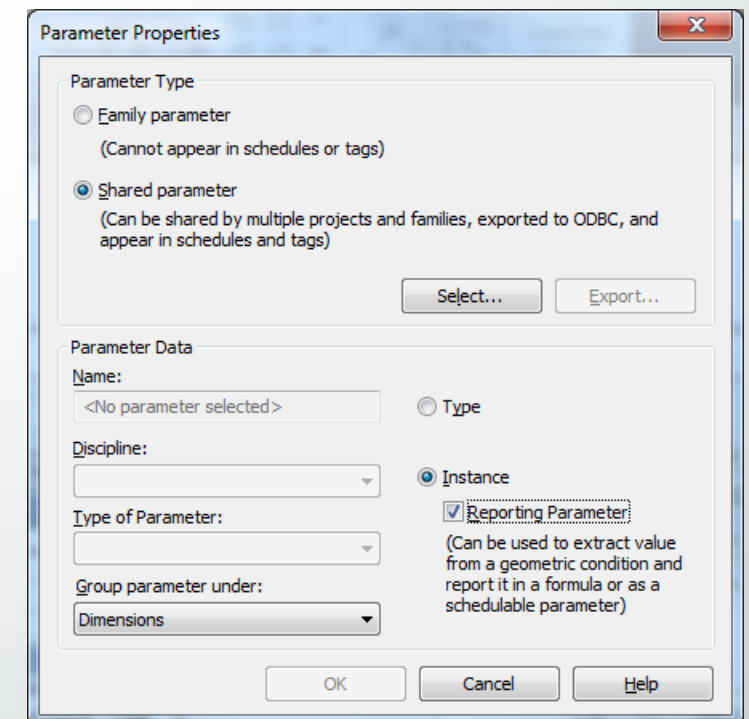 Parameter Properties
Parameter Type
Family parameter
(Cannot appear in schedules or tags)
Shared parameter
(Can be shared by multiple projects and families, exported to ODBC, and
appear in schedules and tags)
Select...
Export...
Parameter Data
Name:
<No parameter selected>
Type
Discipline:
Instance
Type of Parameter:
Reporting Parameter
(Can be used to extract value
from a geometric condition and
report it in a formula or as a
schedulable parameter)
Group parameter under:
Dimensions
OK
Cancel
Help